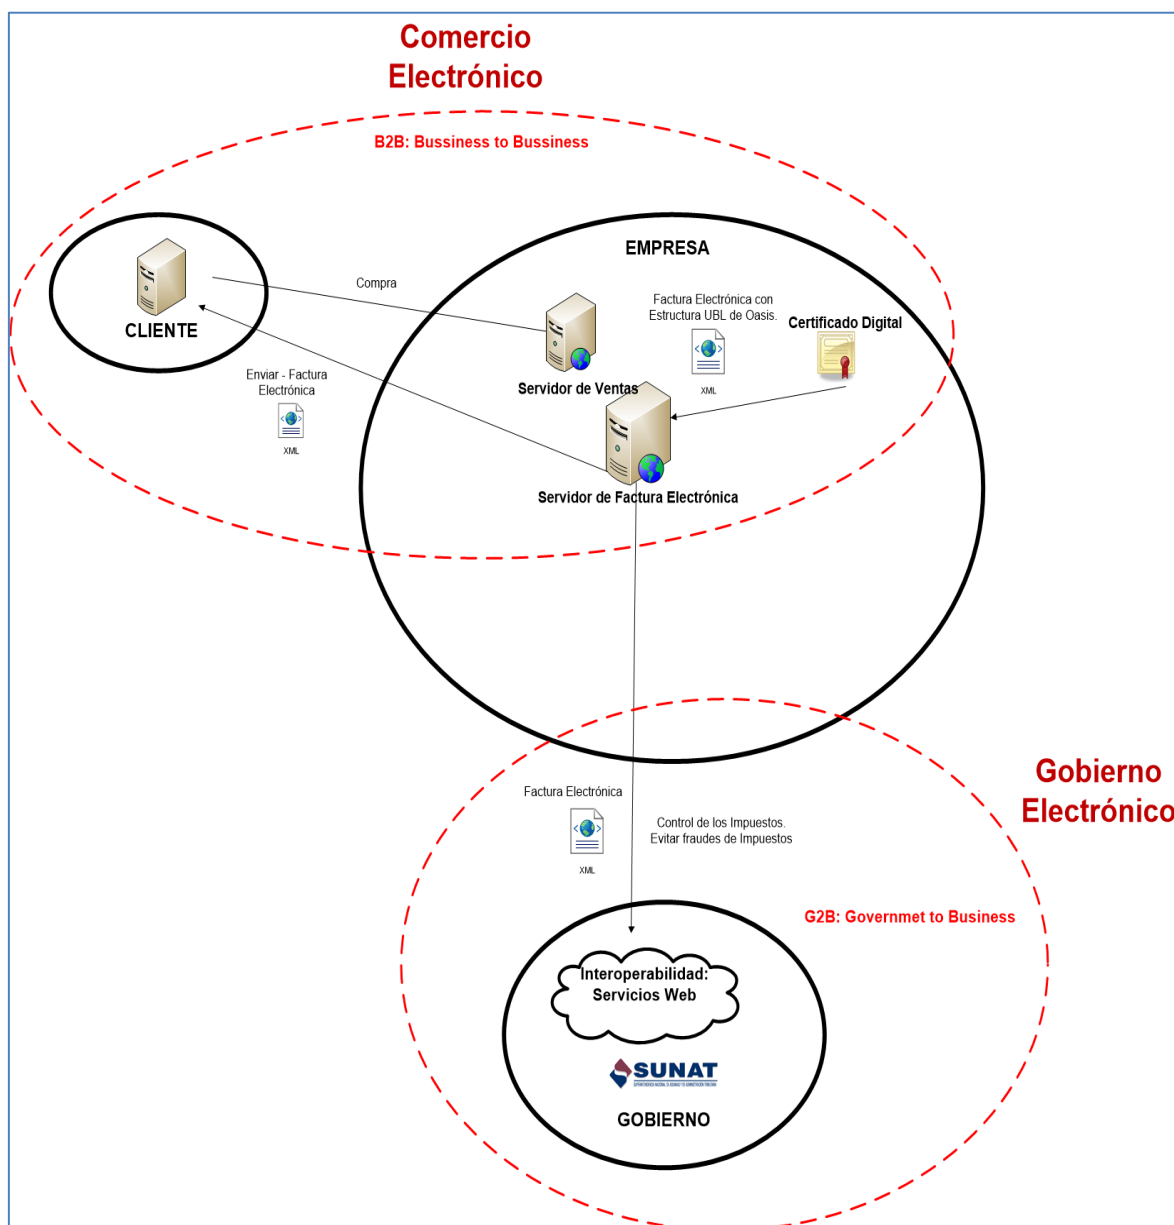 Comercio
Electrónico
B2B: Bussiness to Bussiness
EMPRESA
CLIENTE
Compra
Factura Electrónica con
Estructura UBL de Oasis.
XML
Certificado Digital
Servidor de Ventas
Enviar - Factura
Electrónica
XML
Servidor de Factura Electrónica
Gobierno
Electrónico
Factura Electrónica
XML
Control de los Impuestos.
Evitar fraudes de Impuestos
G2B: Governmet to Business
Interoperabilidad:
Servicios Web
SUNAT
GOBIERNO